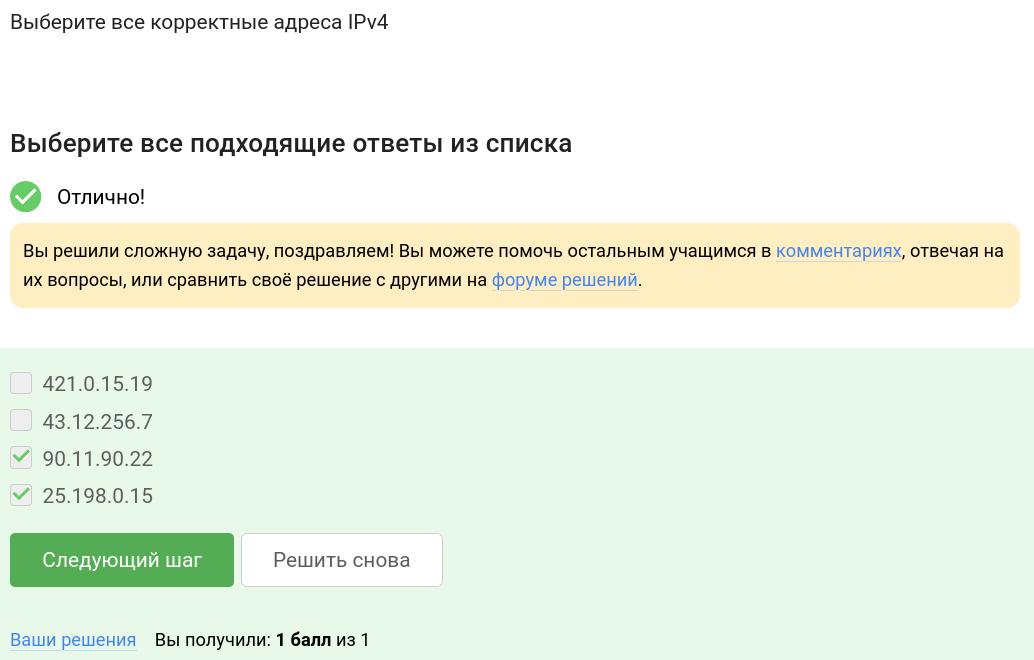 Выберите все корректные адреса IPv4
Выберите все подходящие ответы из списка
Отлично!
Вы решили сложную задачу, поздравляем! Вы можете помочь остальным учащимся в комментариях, отвечая на
их вопросы, или сравнить своё решение с другими на форуме решений.
421.0.15.19
43.12.256.7
90.11.90.22
25.198.0.15
Следующий шаг Решить снова
Ваши решения Вы получили: 1 балл из 1